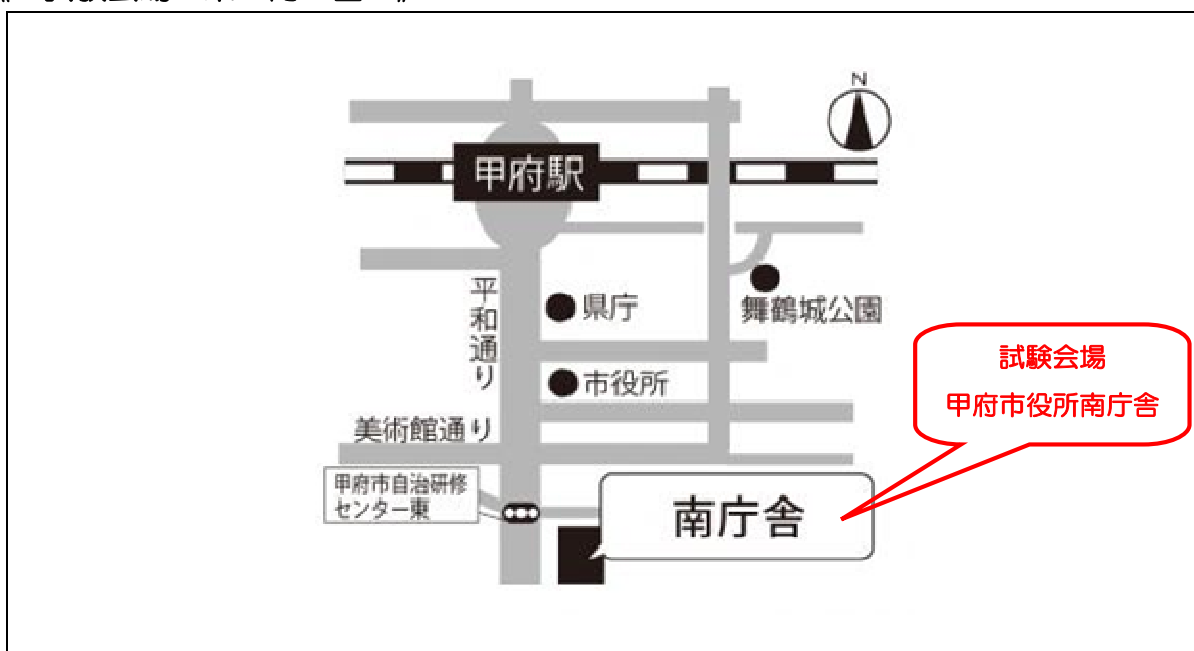 N
甲府駅
平和通り
県庁
舞鶴城公園
市役所
試験会場
甲府市役所南庁舎
美術館通り
甲府市自治研修
センター東
南庁舎